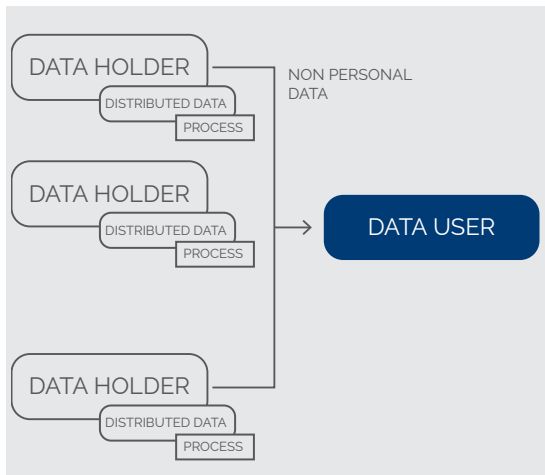 DATA HOLDER
DISTRIBUTED DATA
PROCESS
NON PERSONAL
DATA
DATA HOLDER
DISTRIBUTED DATA
PROCESS
DATA USER
DATA HOLDER
DISTRIBUTED DATA
PROCESS